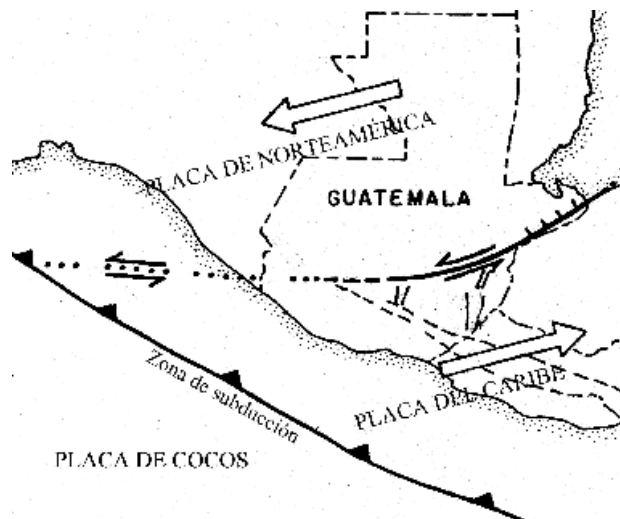 PLACA DE NORTEAMÉRICA
GUATEMALA
PLACA DEL CARIBE
Zona de subducción
PLACA DE COCOS